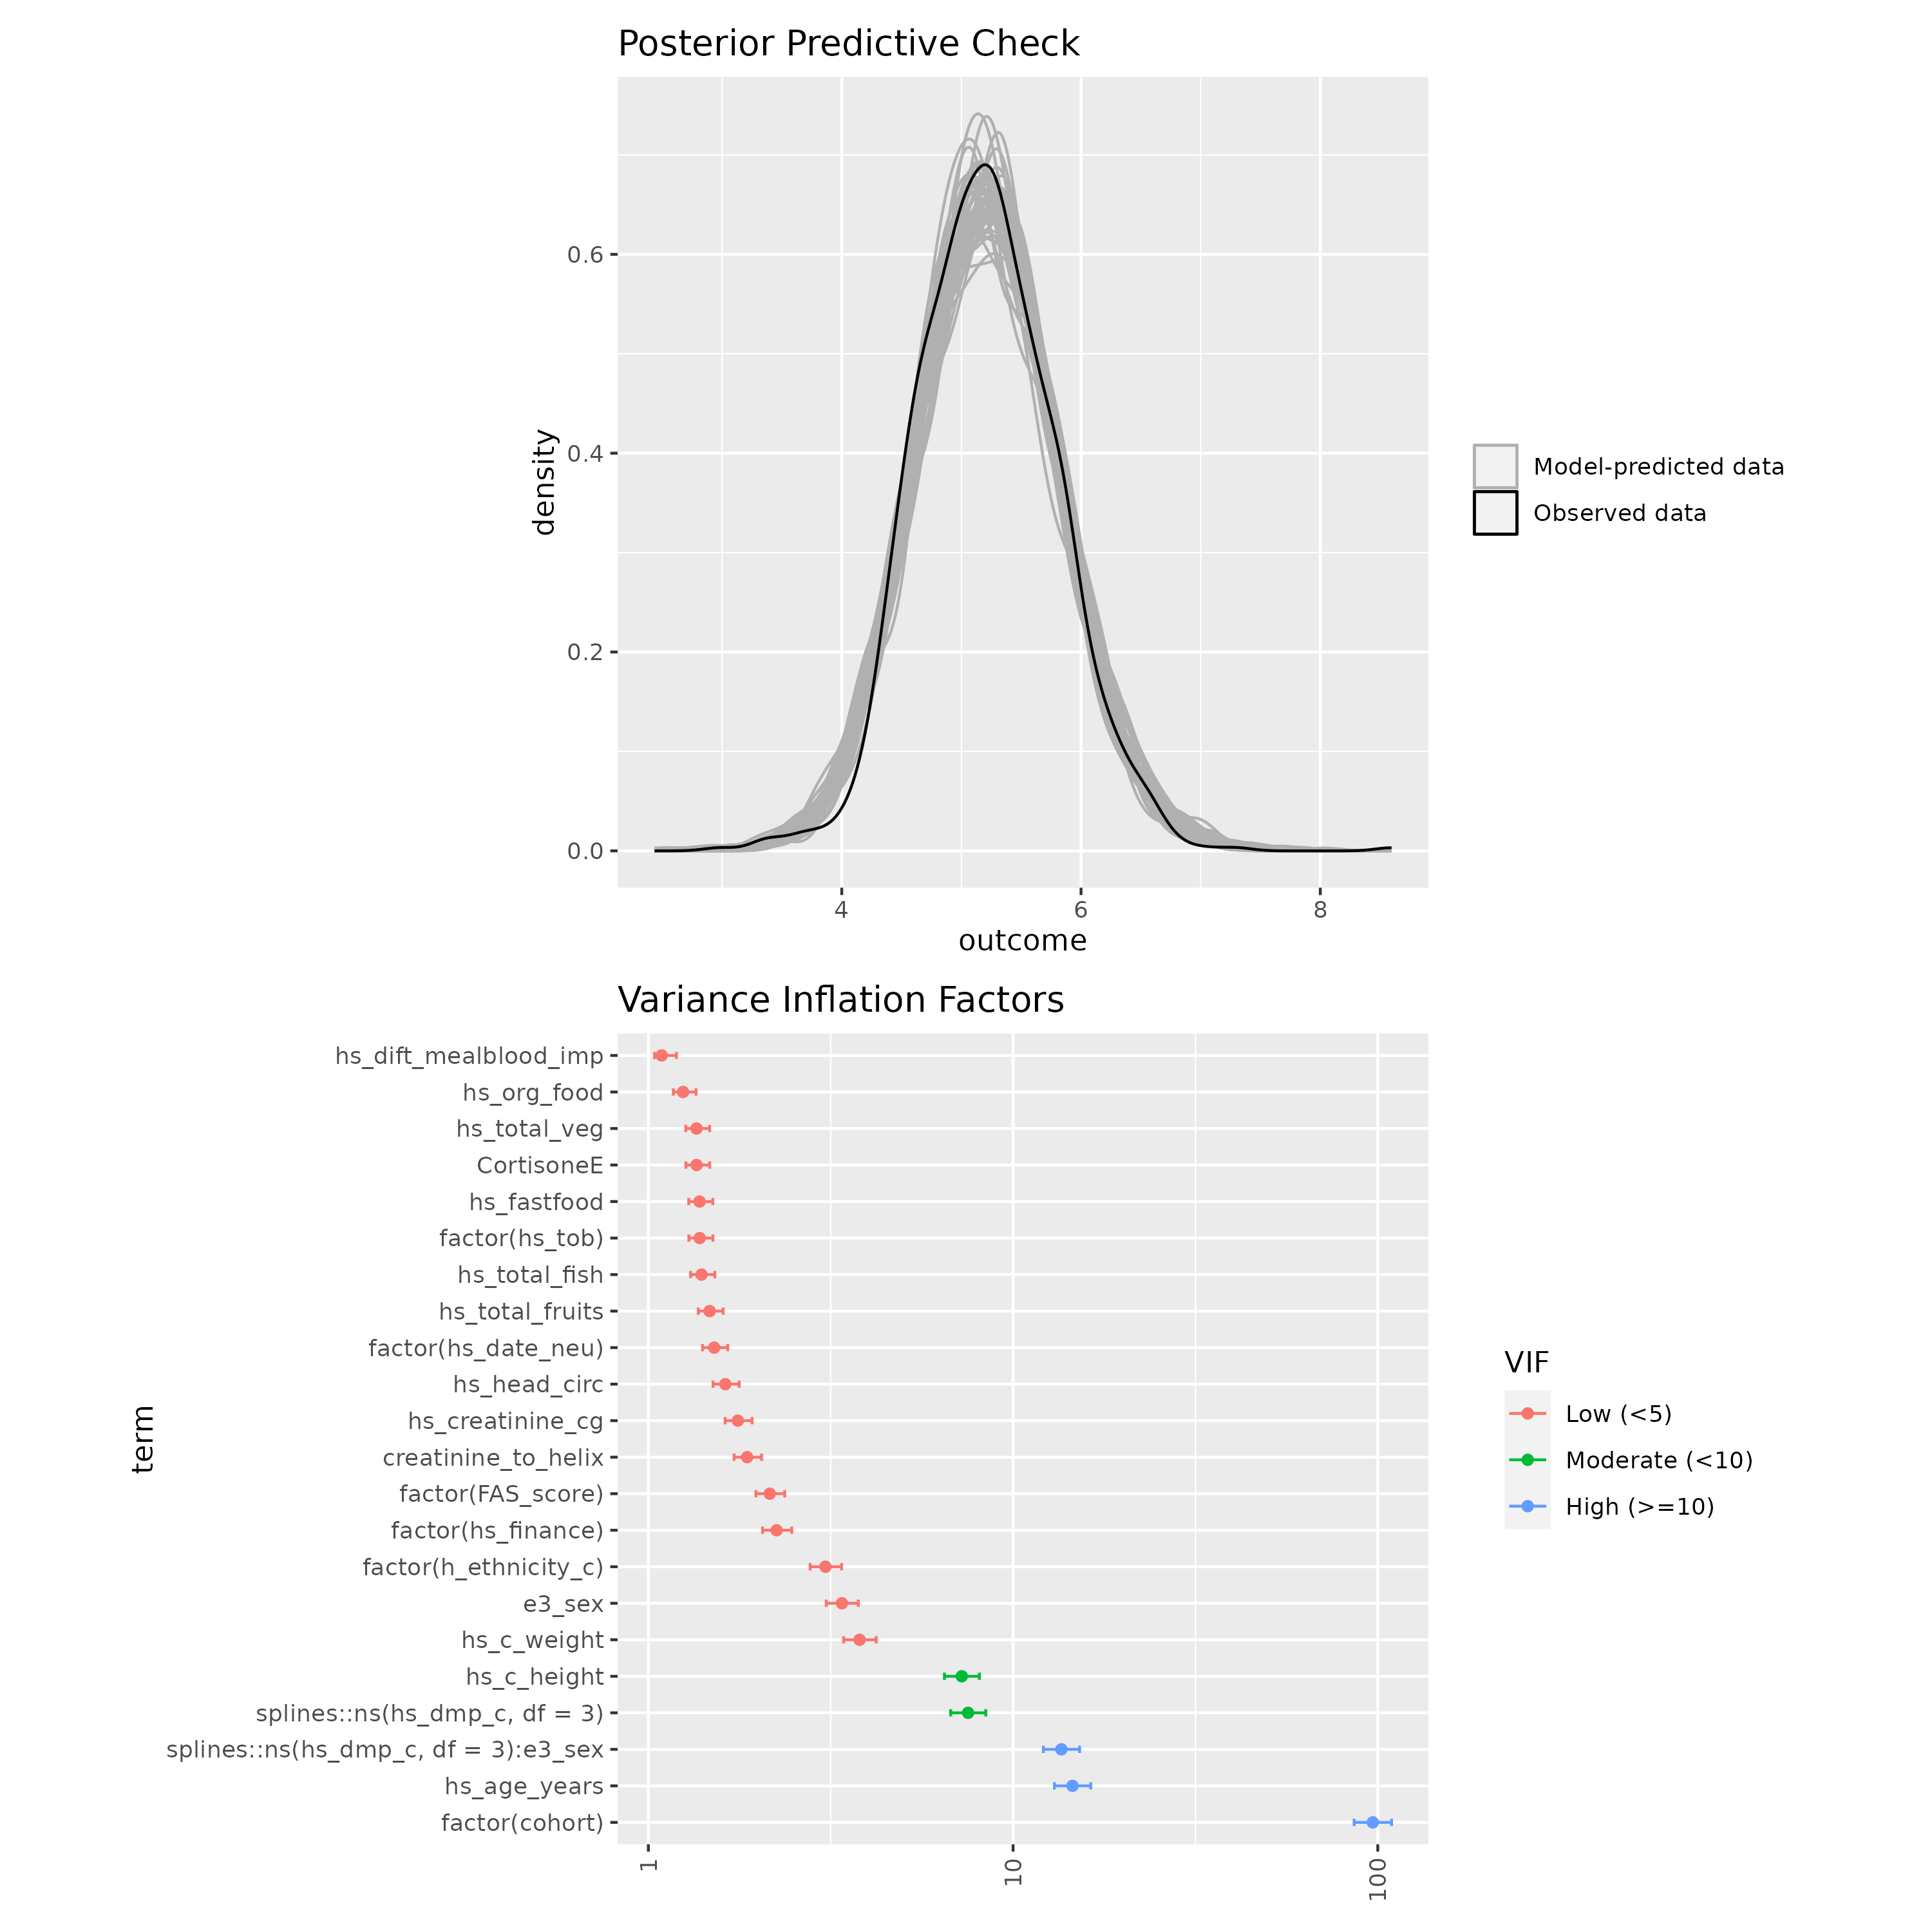 Posterior Predictive Check
density
0.6
0.4
0.2
0.0
4 6 8
outcome
Model-predicted data
Observed data
Variance Inflation Factors
term
hs_dift_mealblood_imp
hs_org_food
hs_total_veg
CortisoneE
hs_fastfood
factor(hs_tob)
hs_total_fish
hs_total_fruits
factor(hs_date_neu)
hs_head_circ
hs_creatinine_cg
creatinine_to_helix
factor(FAS_score)
factor(hs_finance)
factor(h_ethnicity_c)
e3_sex
hs_c_weight
hs_c_height
splines::ns(hs_dmp_c, df = 3)
splines::ns(hs_dmp_c, df = 3):e3_sex
hs_age_years
factor(cohort)
1 10 100
VIF
Low (<5)
Moderate (<10)
High (>=10)